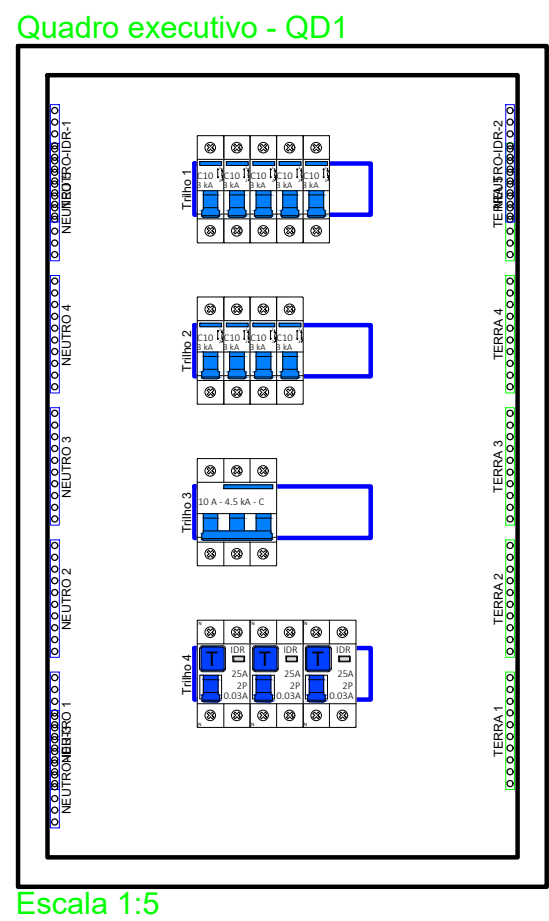 Quadro executivo - QD1
Trilho 1
C10
3 kA
C10
3 kA
C10
3 kA
C10
3 kA
C10
3 kA
NEUTRO 4
Trilho 2
C10
3 kA
C10
3 kA
C10
3 kA
C10
3 kA
TERRA 4
NEUTRO 3
Trilho 3
10 A - 4.5 kA - C
TERRA 3
NEUTRO 2
TERRA 2
Trilho 4
N
T
IDR
25A
2P
0.03A
N
T
IDR
25A
2P
0.03A
N
T
IDR
25A
2P
0.03A
N
N
N
TERRA 1
Escala 1:5